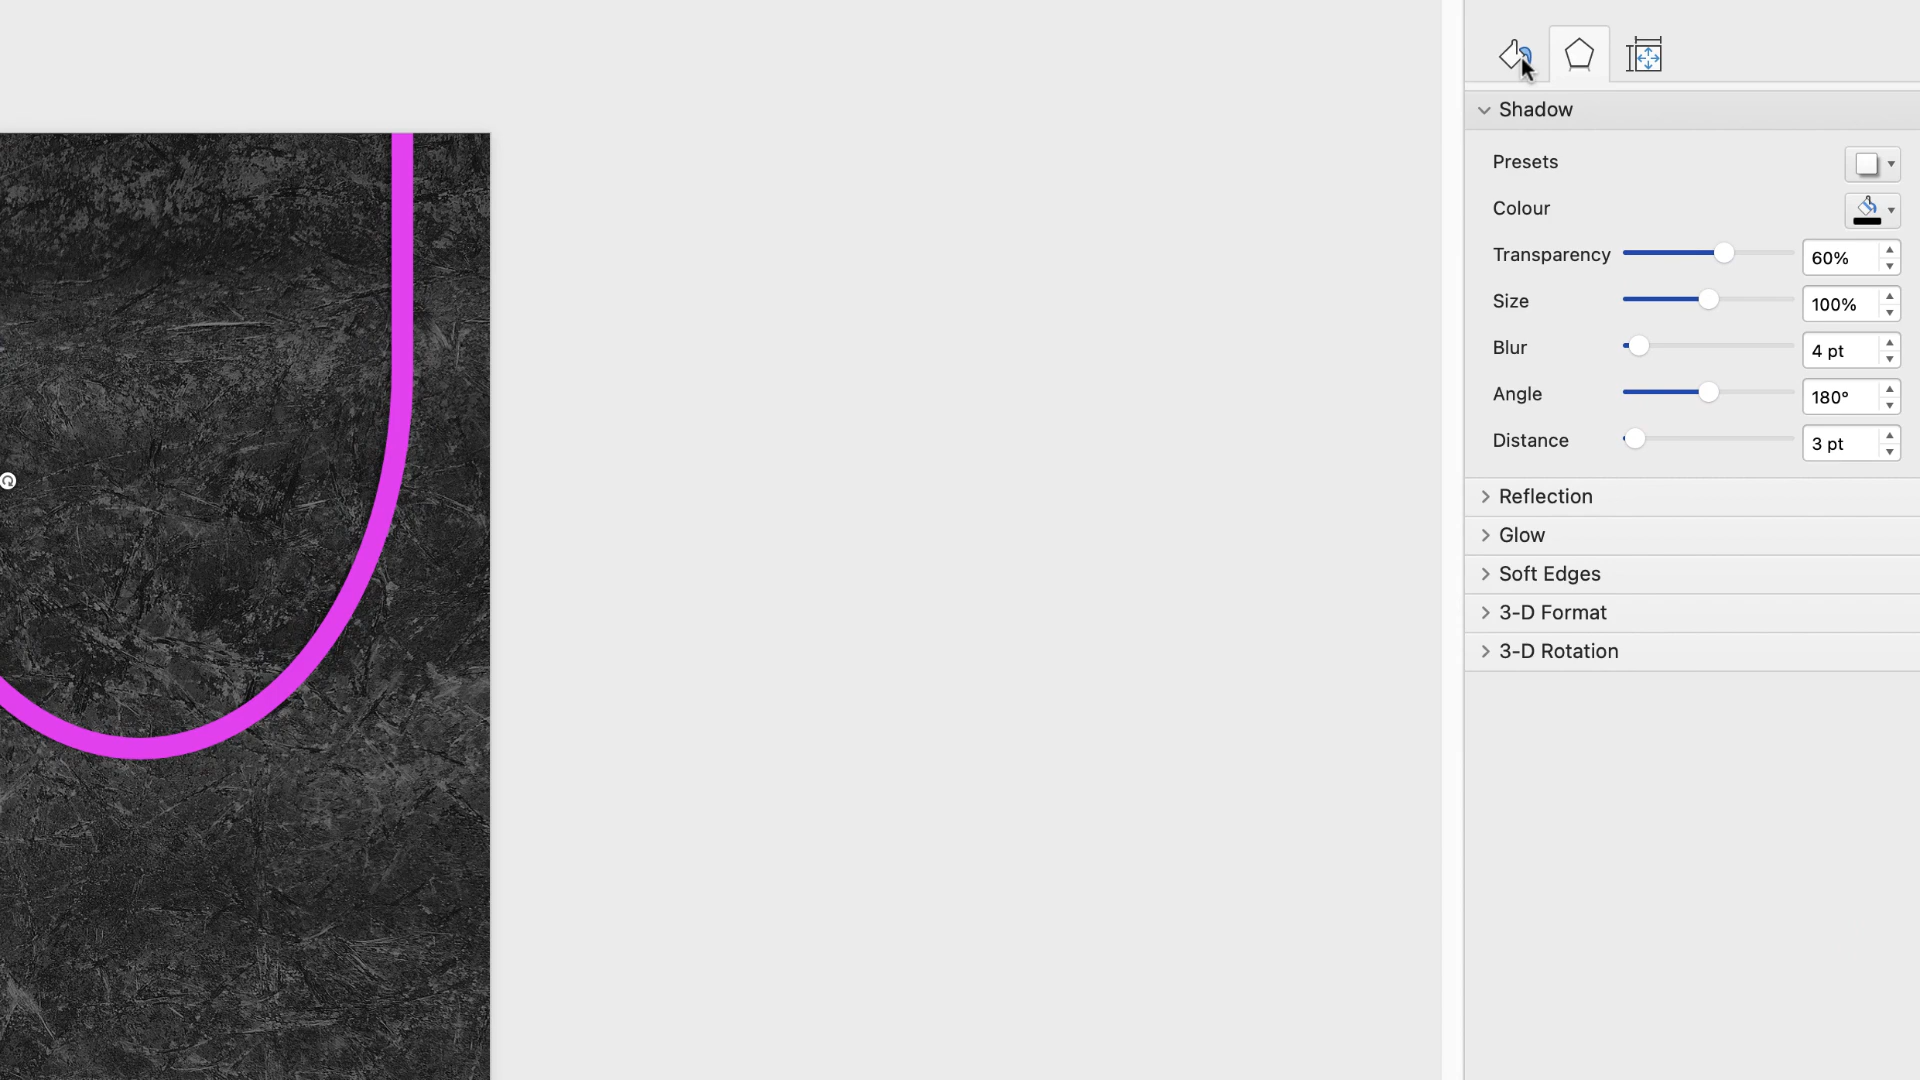 Shadow
Presets
Colour
Transparency 60%
Size 100%
Blur 4 pt
Angle 180°
Distance 3 pt
Reflection
Glow
Soft Edges
3-D Format
3-D Rotation